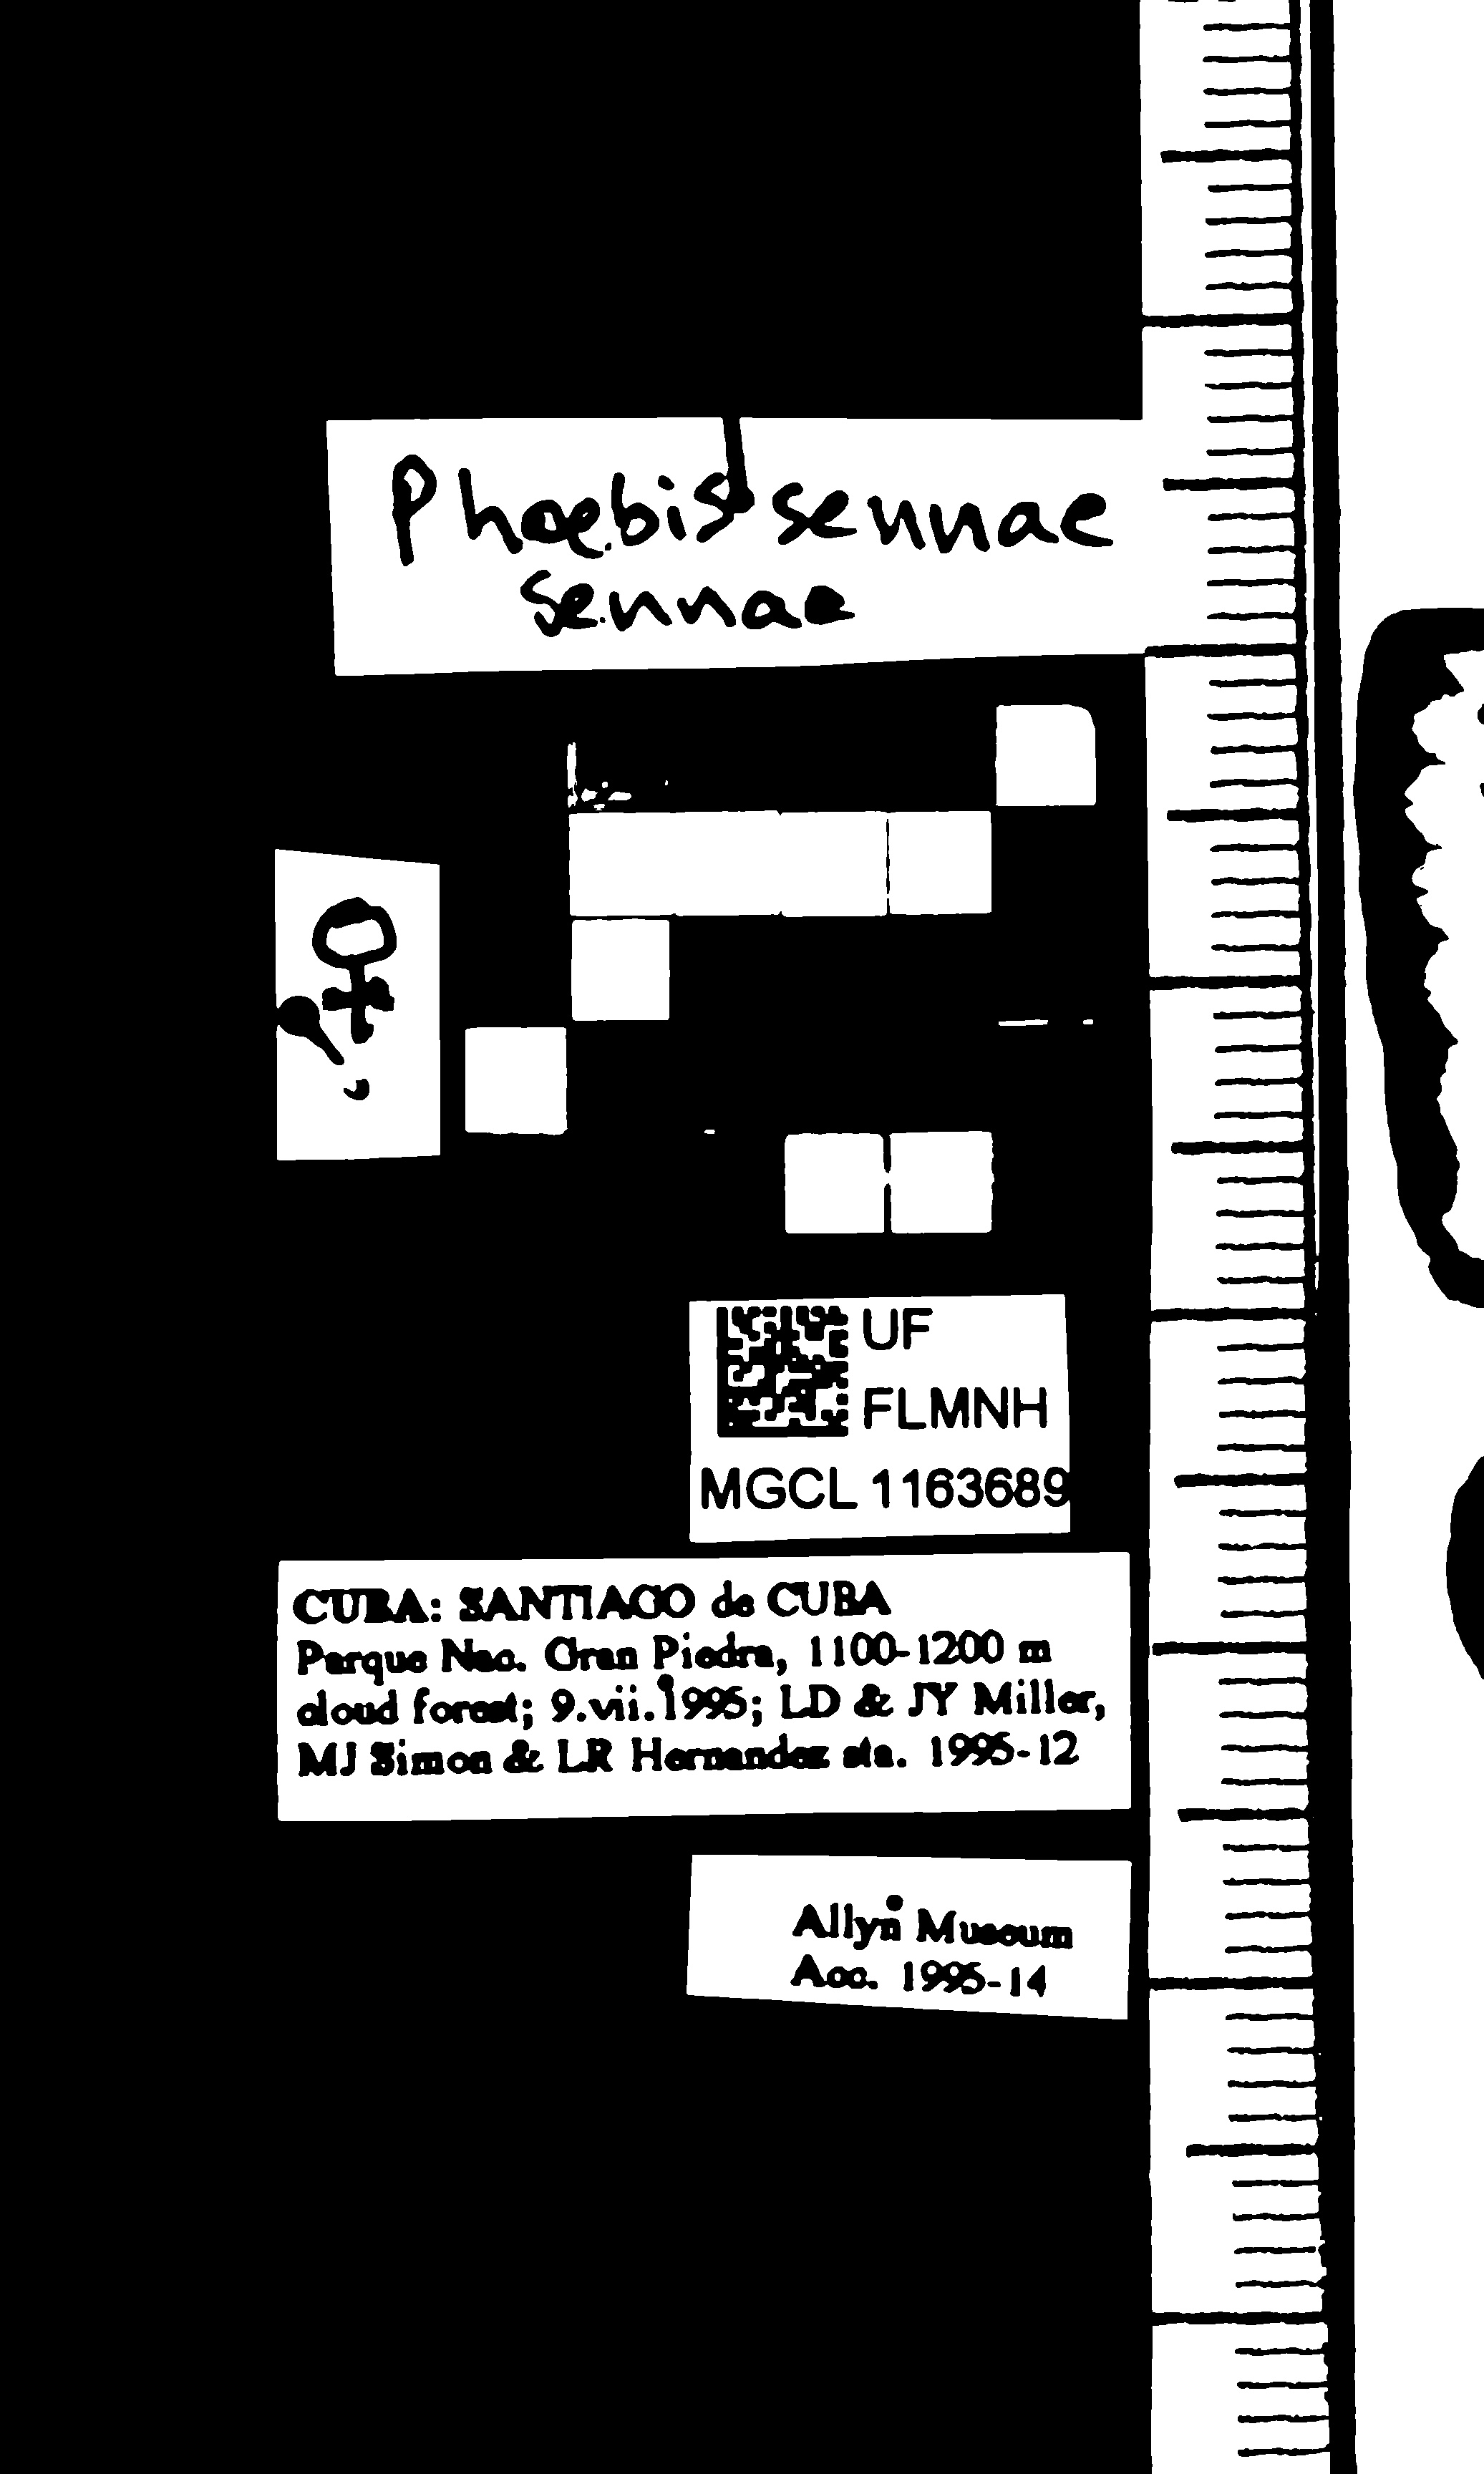 Phoebis sennae
sennae
♀
UF
FLMNH
MGCL 1163689
CUBA: SANTIAGO de CUBA
Parque Nac. Gran Piedra, 1100-1200 m
cloud forest; 9.vii.1995; LD & JY Miller,
MJ Simon & LR Hernandez sta. 1995-12
Allyn Museum
Acc. 1995-14